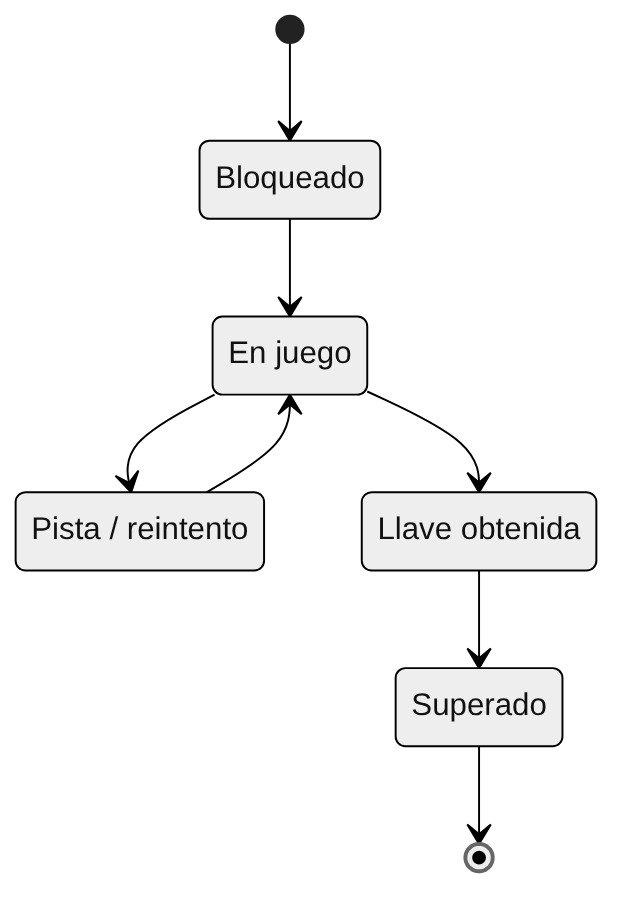 Bloqueado
En juego
Pista / reintento
Llave obtenida
Superado